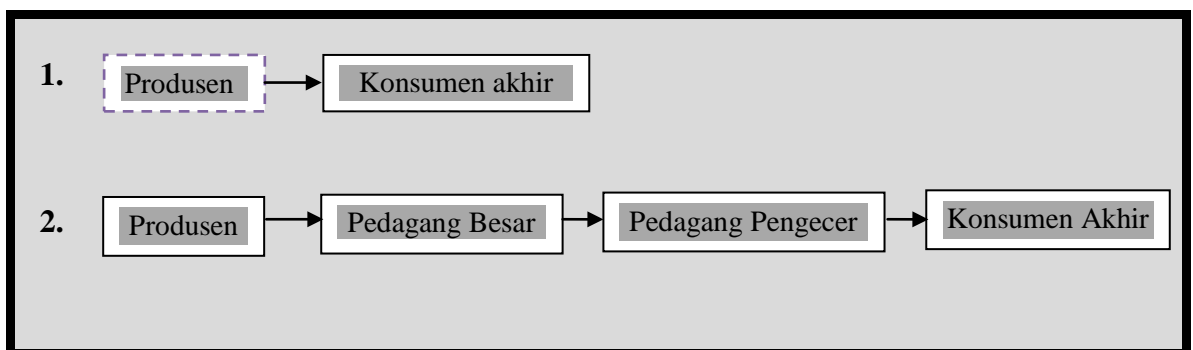 1. Produsen Konsumen akhir
2. Produsen Pedagang Besar Pedagang Pengecer Konsumen Akhir